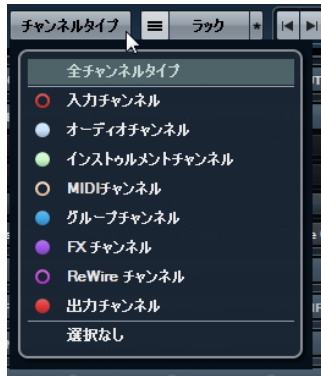 チャンネルタイプ ラック *
全チャンネルタイプ
入力チャンネル
オーディオチャンネル
インストゥルメントチャンネル
MIDIチャンネル
グループチャンネル
FX チャンネル
ReWire チャンネル
出力チャンネル
選択なし